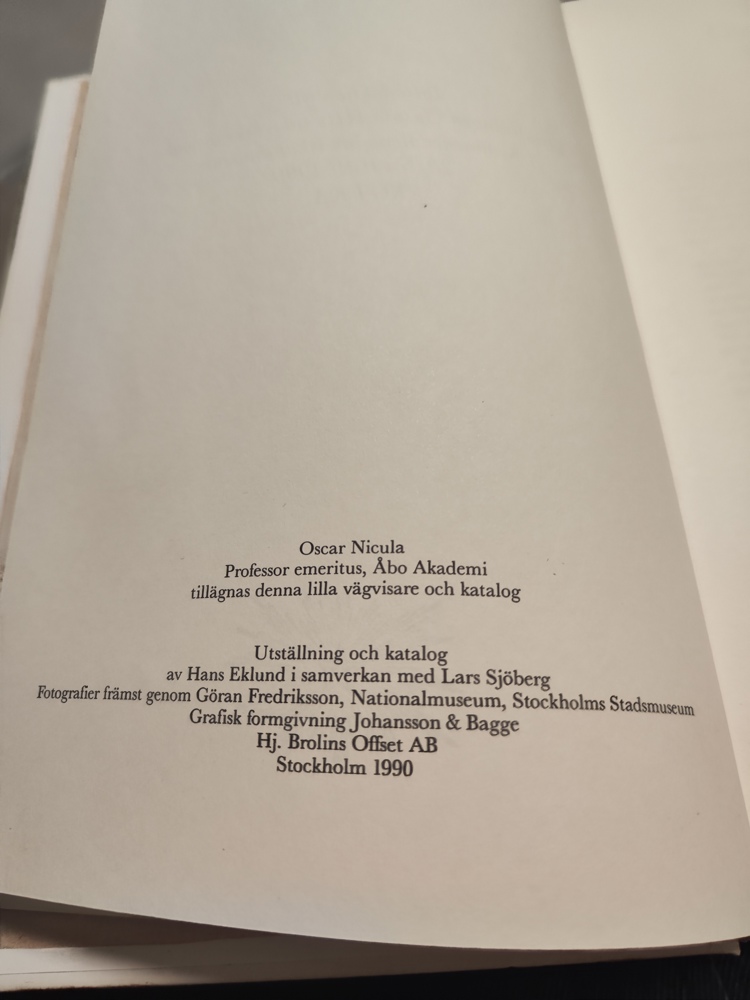 Oscar Nicula
Professor emeritus, Åbo Akademi
tillägnas denna lilla vägvisare och katalog
Utställning och katalog
av Hans Eklund i samverkan med Lars Sjöberg
Fotografier främst genom Göran Fredriksson, Nationalmuseum, Stockholms Stadsmuseum
Grafisk formgivning Johansson & Bagge
Hj. Brolins Offset AB
Stockholm 1990